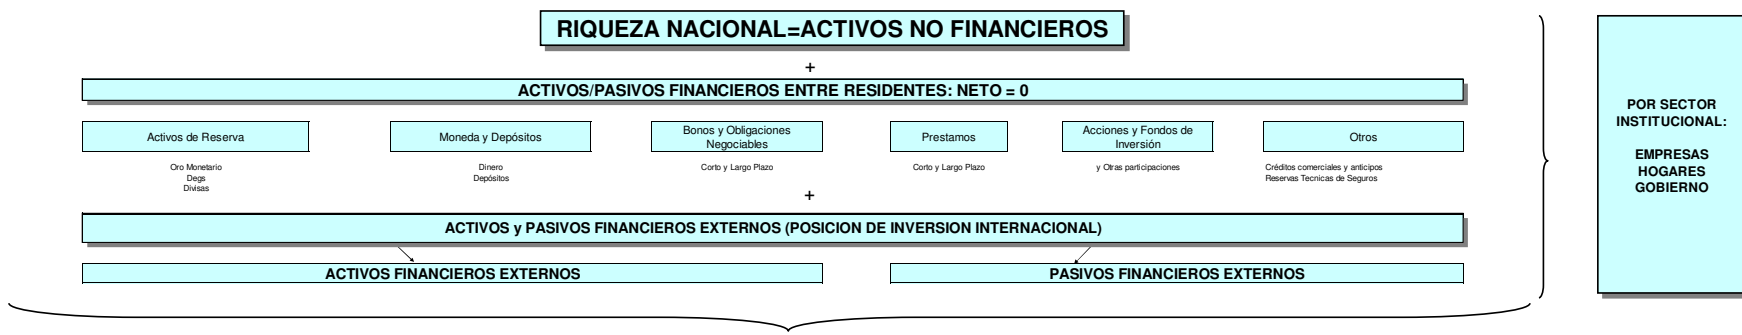 RIQUEZA NACIONAL=ACTIVOS NO FINANCIEROS
+
ACTIVOS/PASIVOS FINANCIEROS ENTRE RESIDENTES: NETO = 0
Activos de Reserva
Oro Monetario
Degs
Divisas
Moneda y Depósitos
Dinero
Depósitos
Bonos y Obligaciones
Negociables
Corto y Largo Plazo
Prestamos
Corto y Largo Plazo
Acciones y Fondos de
Inversión
y Otras participaciones
Otros
Créditos comerciales y anticipos
Reservas Tecnicas de Seguros
+
ACTIVOS y PASIVOS FINANCIEROS EXTERNOS (POSICION DE INVERSION INTERNACIONAL)
ACTIVOS FINANCIEROS EXTERNOS
PASIVOS FINANCIEROS EXTERNOS
POR SECTOR
INSTITUCIONAL:
EMPRESAS
HOGARES
GOBIERNO